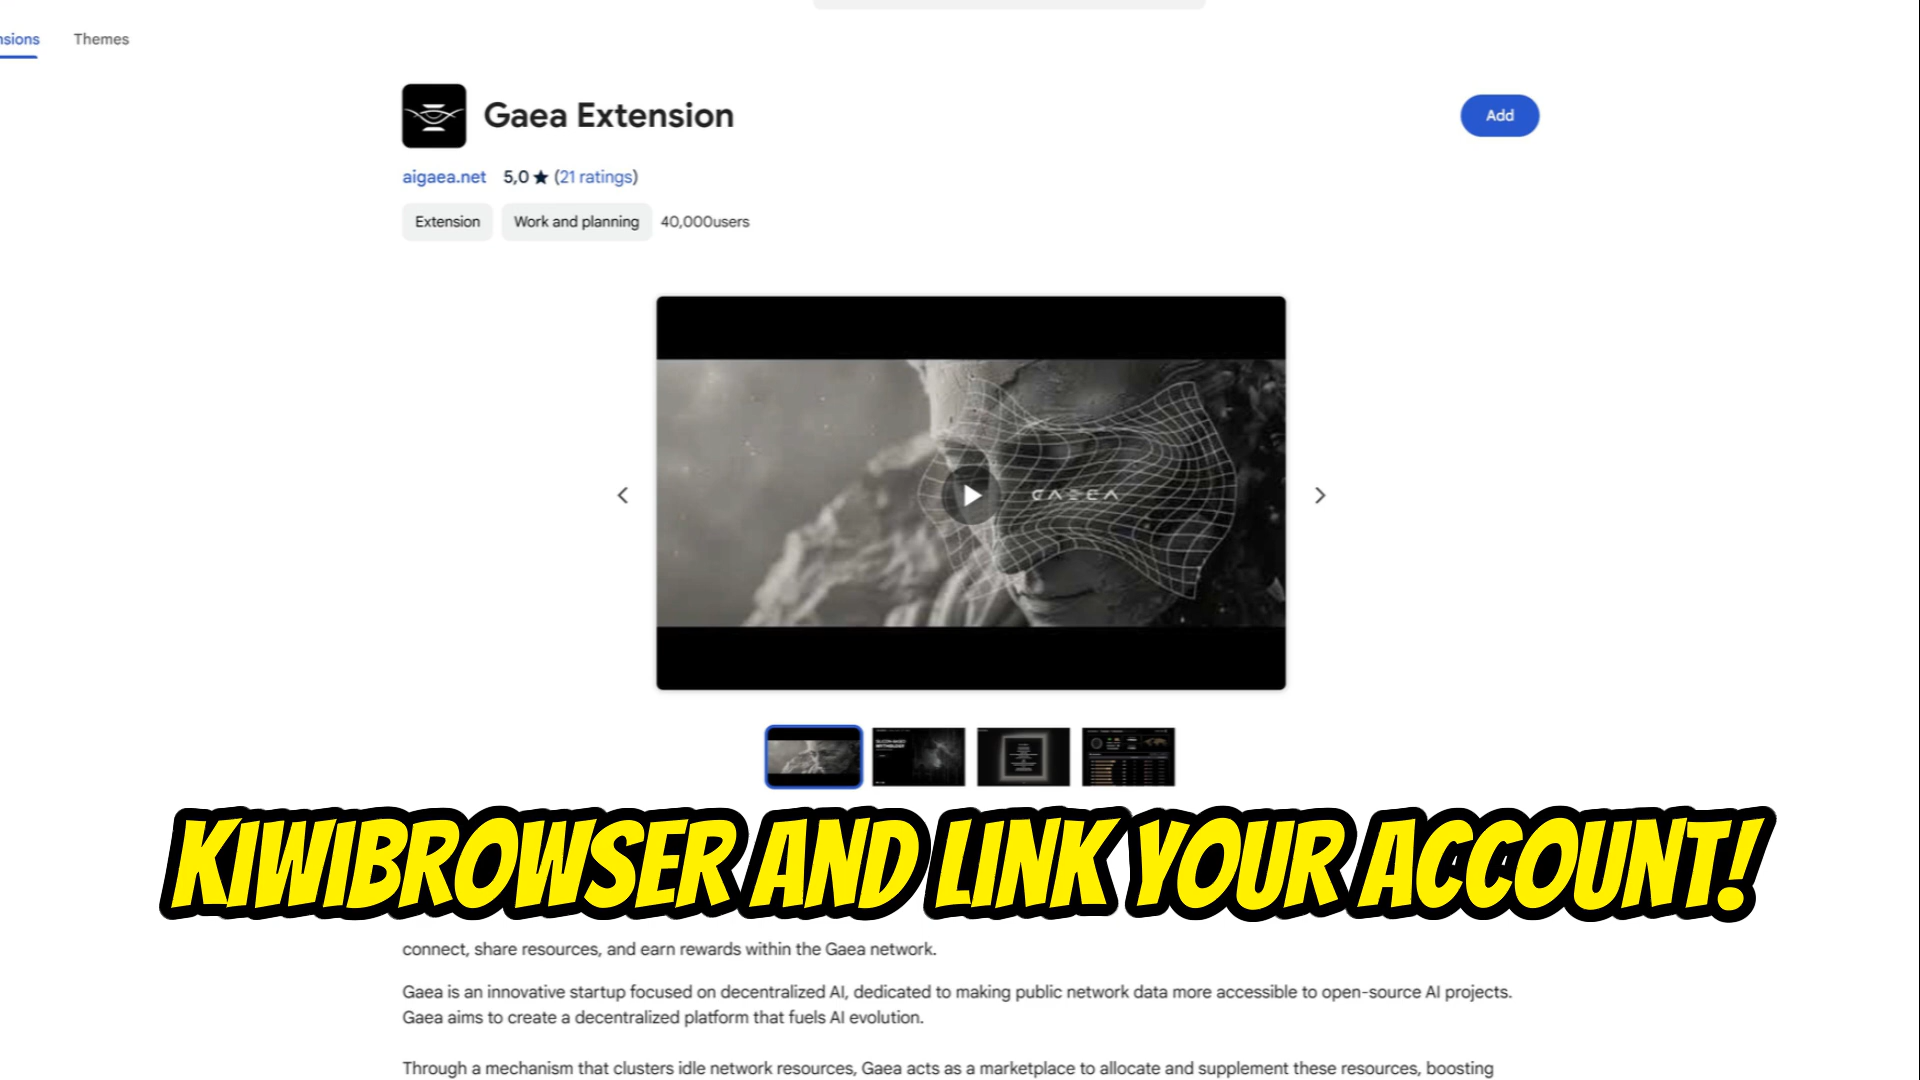 nsions
Themes
Gaea Extension
Add
aigaea.net 5,0 ★ (21 ratings)
Extension
Work and planning
40,000users
GAEA
KIWIBROWSER AND LINK YOUR ACCOUNT!
connect, share resources, and earn rewards within the Gaea network.
Gaea is an innovative startup focused on decentralized AI, dedicated to making public network data more accessible to open-source AI projects.
Gaea aims to create a decentralized platform that fuels AI evolution.
Through a mechanism that clusters idle network resources, Gaea acts as a marketplace to allocate and supplement these resources, boosting